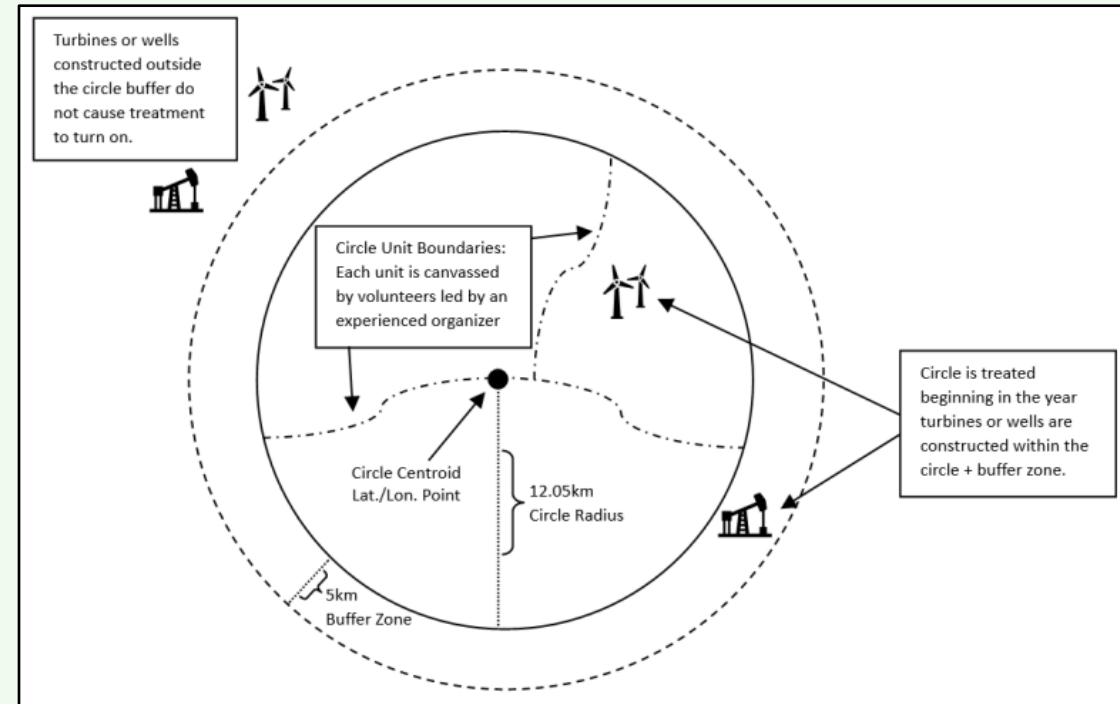 Turbines or wells
constructed outside
the circle buffer do
not cause treatment
to turn on.
Circle Unit Boundaries:
Each unit is canvassed
by volunteers led by an
experienced organizer
Circle is treated
beginning in the year
turbines or wells are
constructed within the
circle + buffer zone.
Circle Centroid
Lat./Lon. Point
12.05km
Circle Radius
5km
Buffer Zone